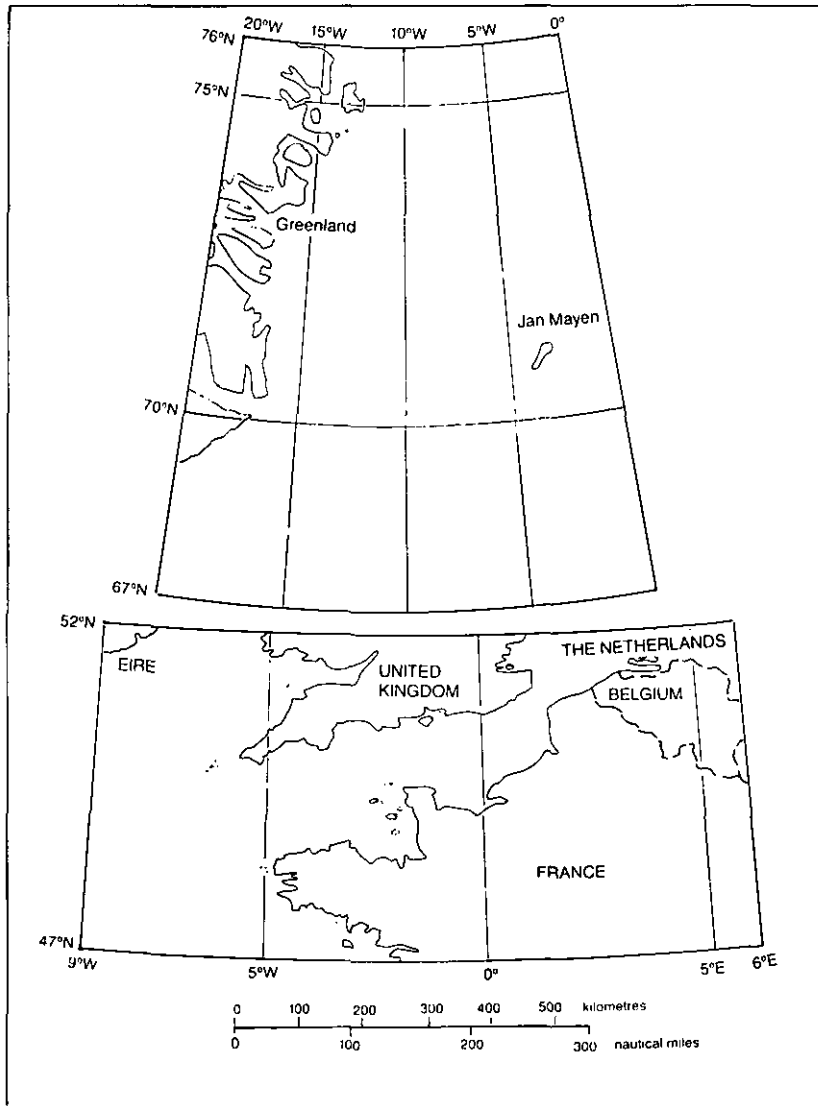 20°W 15°W 10°W 5°W 0°
76°N
75°N
Greenland
Jan Mayen
70°N
67°N
52°N
EIRE
UNITED
KINGDOM
THE NETHERLANDS
BELGIUM
FRANCE
47°N
9°W 5°W 0° 5°E 6°E
0 100 200 300 400 500 kilometres
0 100 200 300 nautical miles